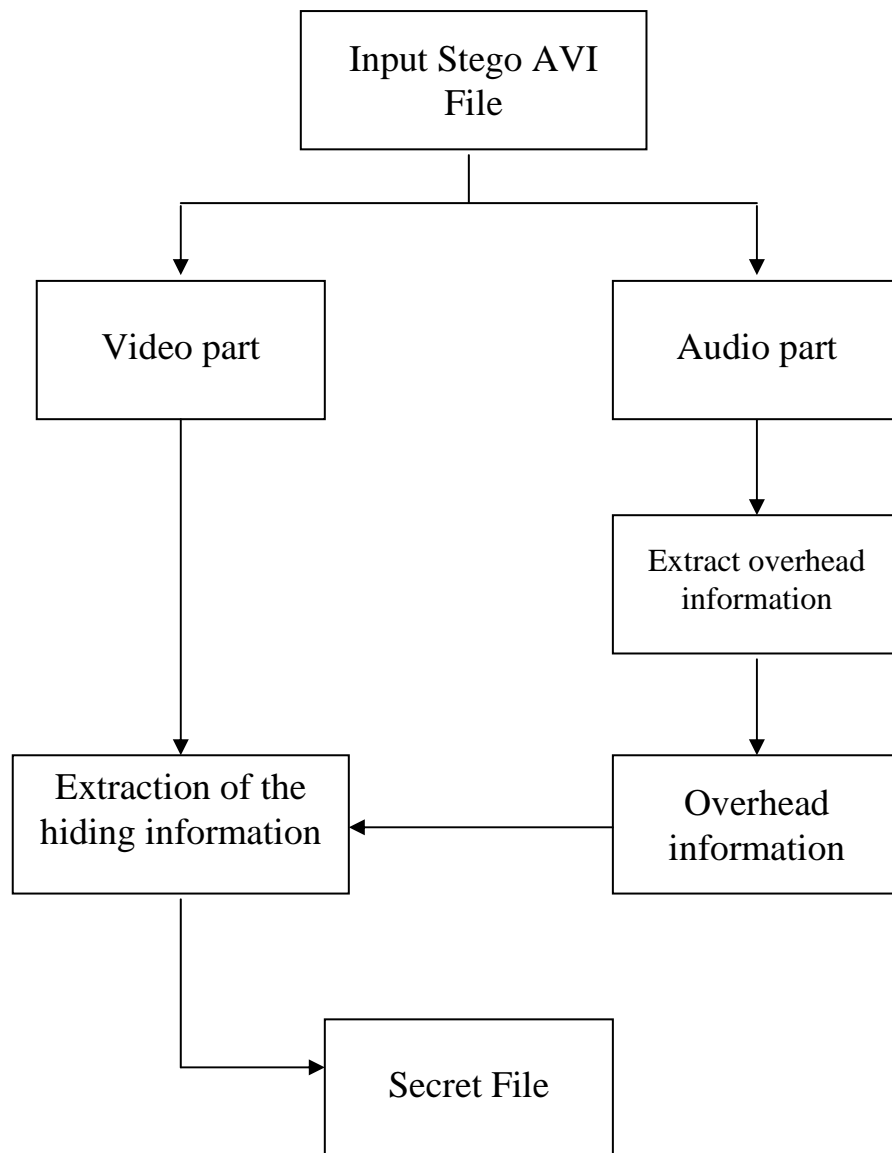 Input Stego AVI
File
Video part
Audio part
Extract overhead
information
Extraction of the
hiding information
Overhead
information
Secret File